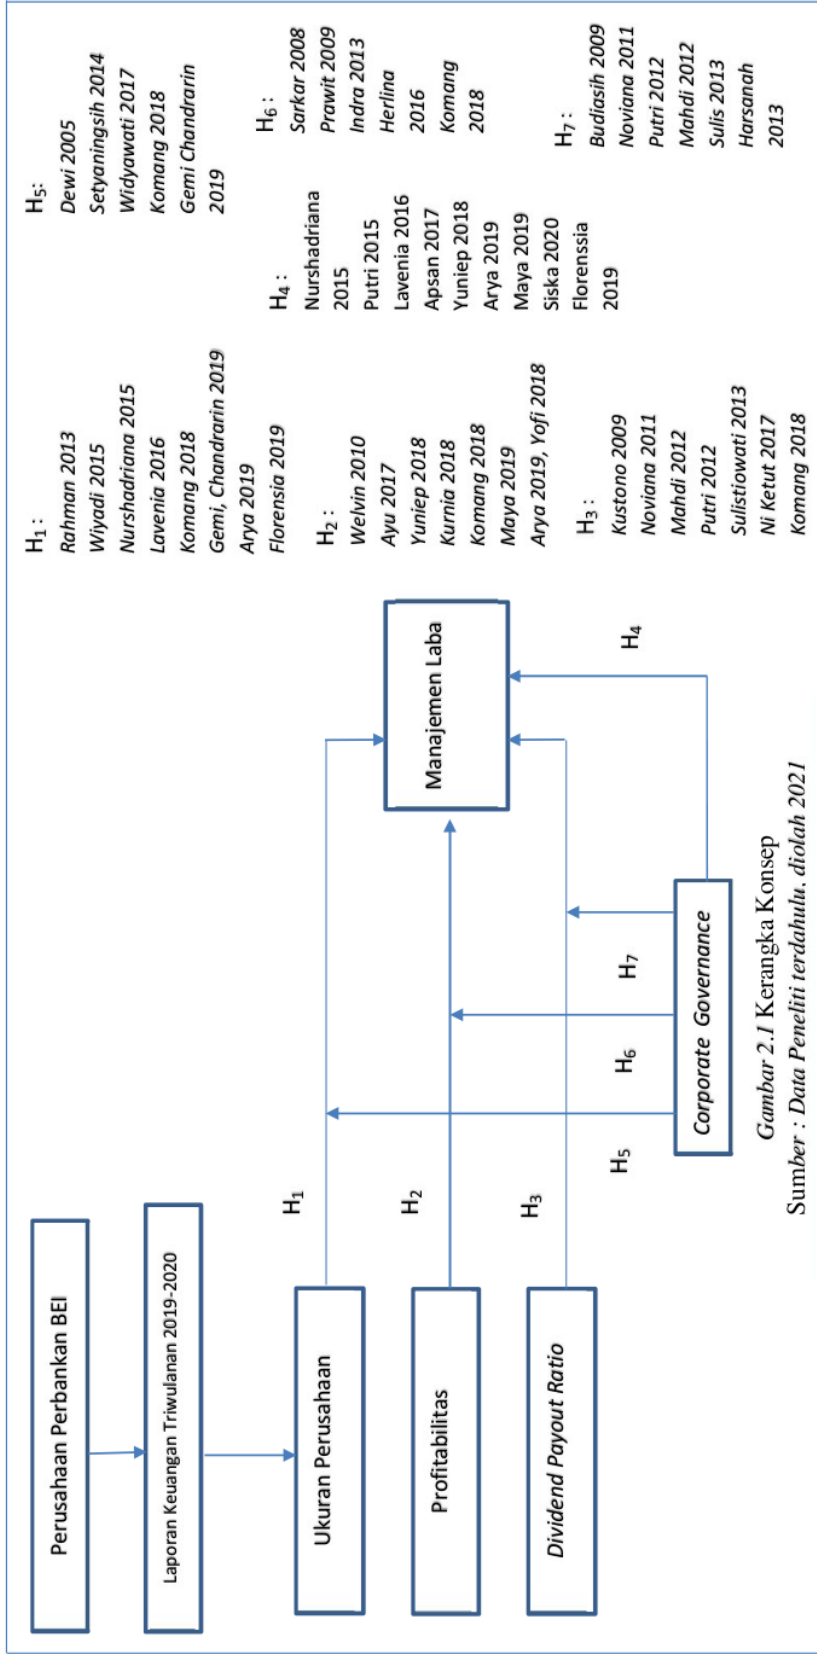 Perusahaan Perbankan BEI
Laporan Keuangan Triwulanan 2019-2020
Ukuran Perusahaan
Profitabilitas
Dividend Payout Ratio
H1
H2
H3
H5
H6
H7
H4
Manajemen Laba
Corporate Governance
H1 :
Rahman 2013
Wiyadi 2015
Nurshadriana 2015
Lavenia 2016
Komang 2018
Gemi, Chandrarin 2019
Arya 2019
Florensia 2019
H2 :
Welvin 2010
Ayu 2017
Yuniep 2018
Kurnia 2018
Komang 2018
Maya 2019
Arya 2019, Yofi 2018
H3 :
Kustono 2009
Noviana 2011
Mahdi 2012
Putri 2012
Sulistiowati 2013
Ni Ketut 2017
Komang 2018
H4 :
Nurshadriana
2015
Putri 2015
Lavenia 2016
Apsan 2017
Yuniep 2018
Arya 2019
Maya 2019
Siska 2020
Florenssia
2019
H5:
Dewi 2005
Setyaningsih 2014
Widyawati 2017
Komang 2018
Gemi Chandrarin
2019
H6 :
Sarkar 2008
Prawit 2009
Indra 2013
Herlina
2016
Komang
2018
H7 :
Budiasih 2009
Noviana 2011
Putri 2012
Mahdi 2012
Sulis 2013
Harsanah
2013
Gambar 2.1 Kerangka Konsep
Sumber : Data Peneliti terdahulu, diolah 2021